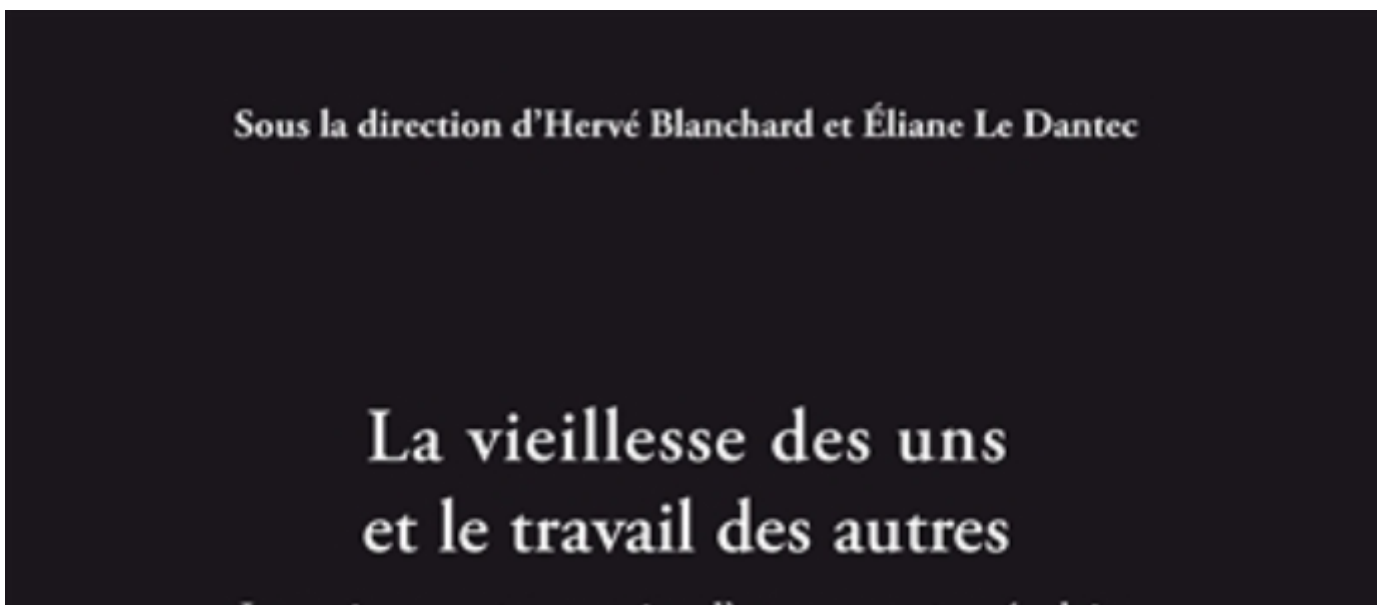 Sous la direction d’Hervé Blanchard et Éliane Le Dantec
La vieillesse des uns
et le travail des autres